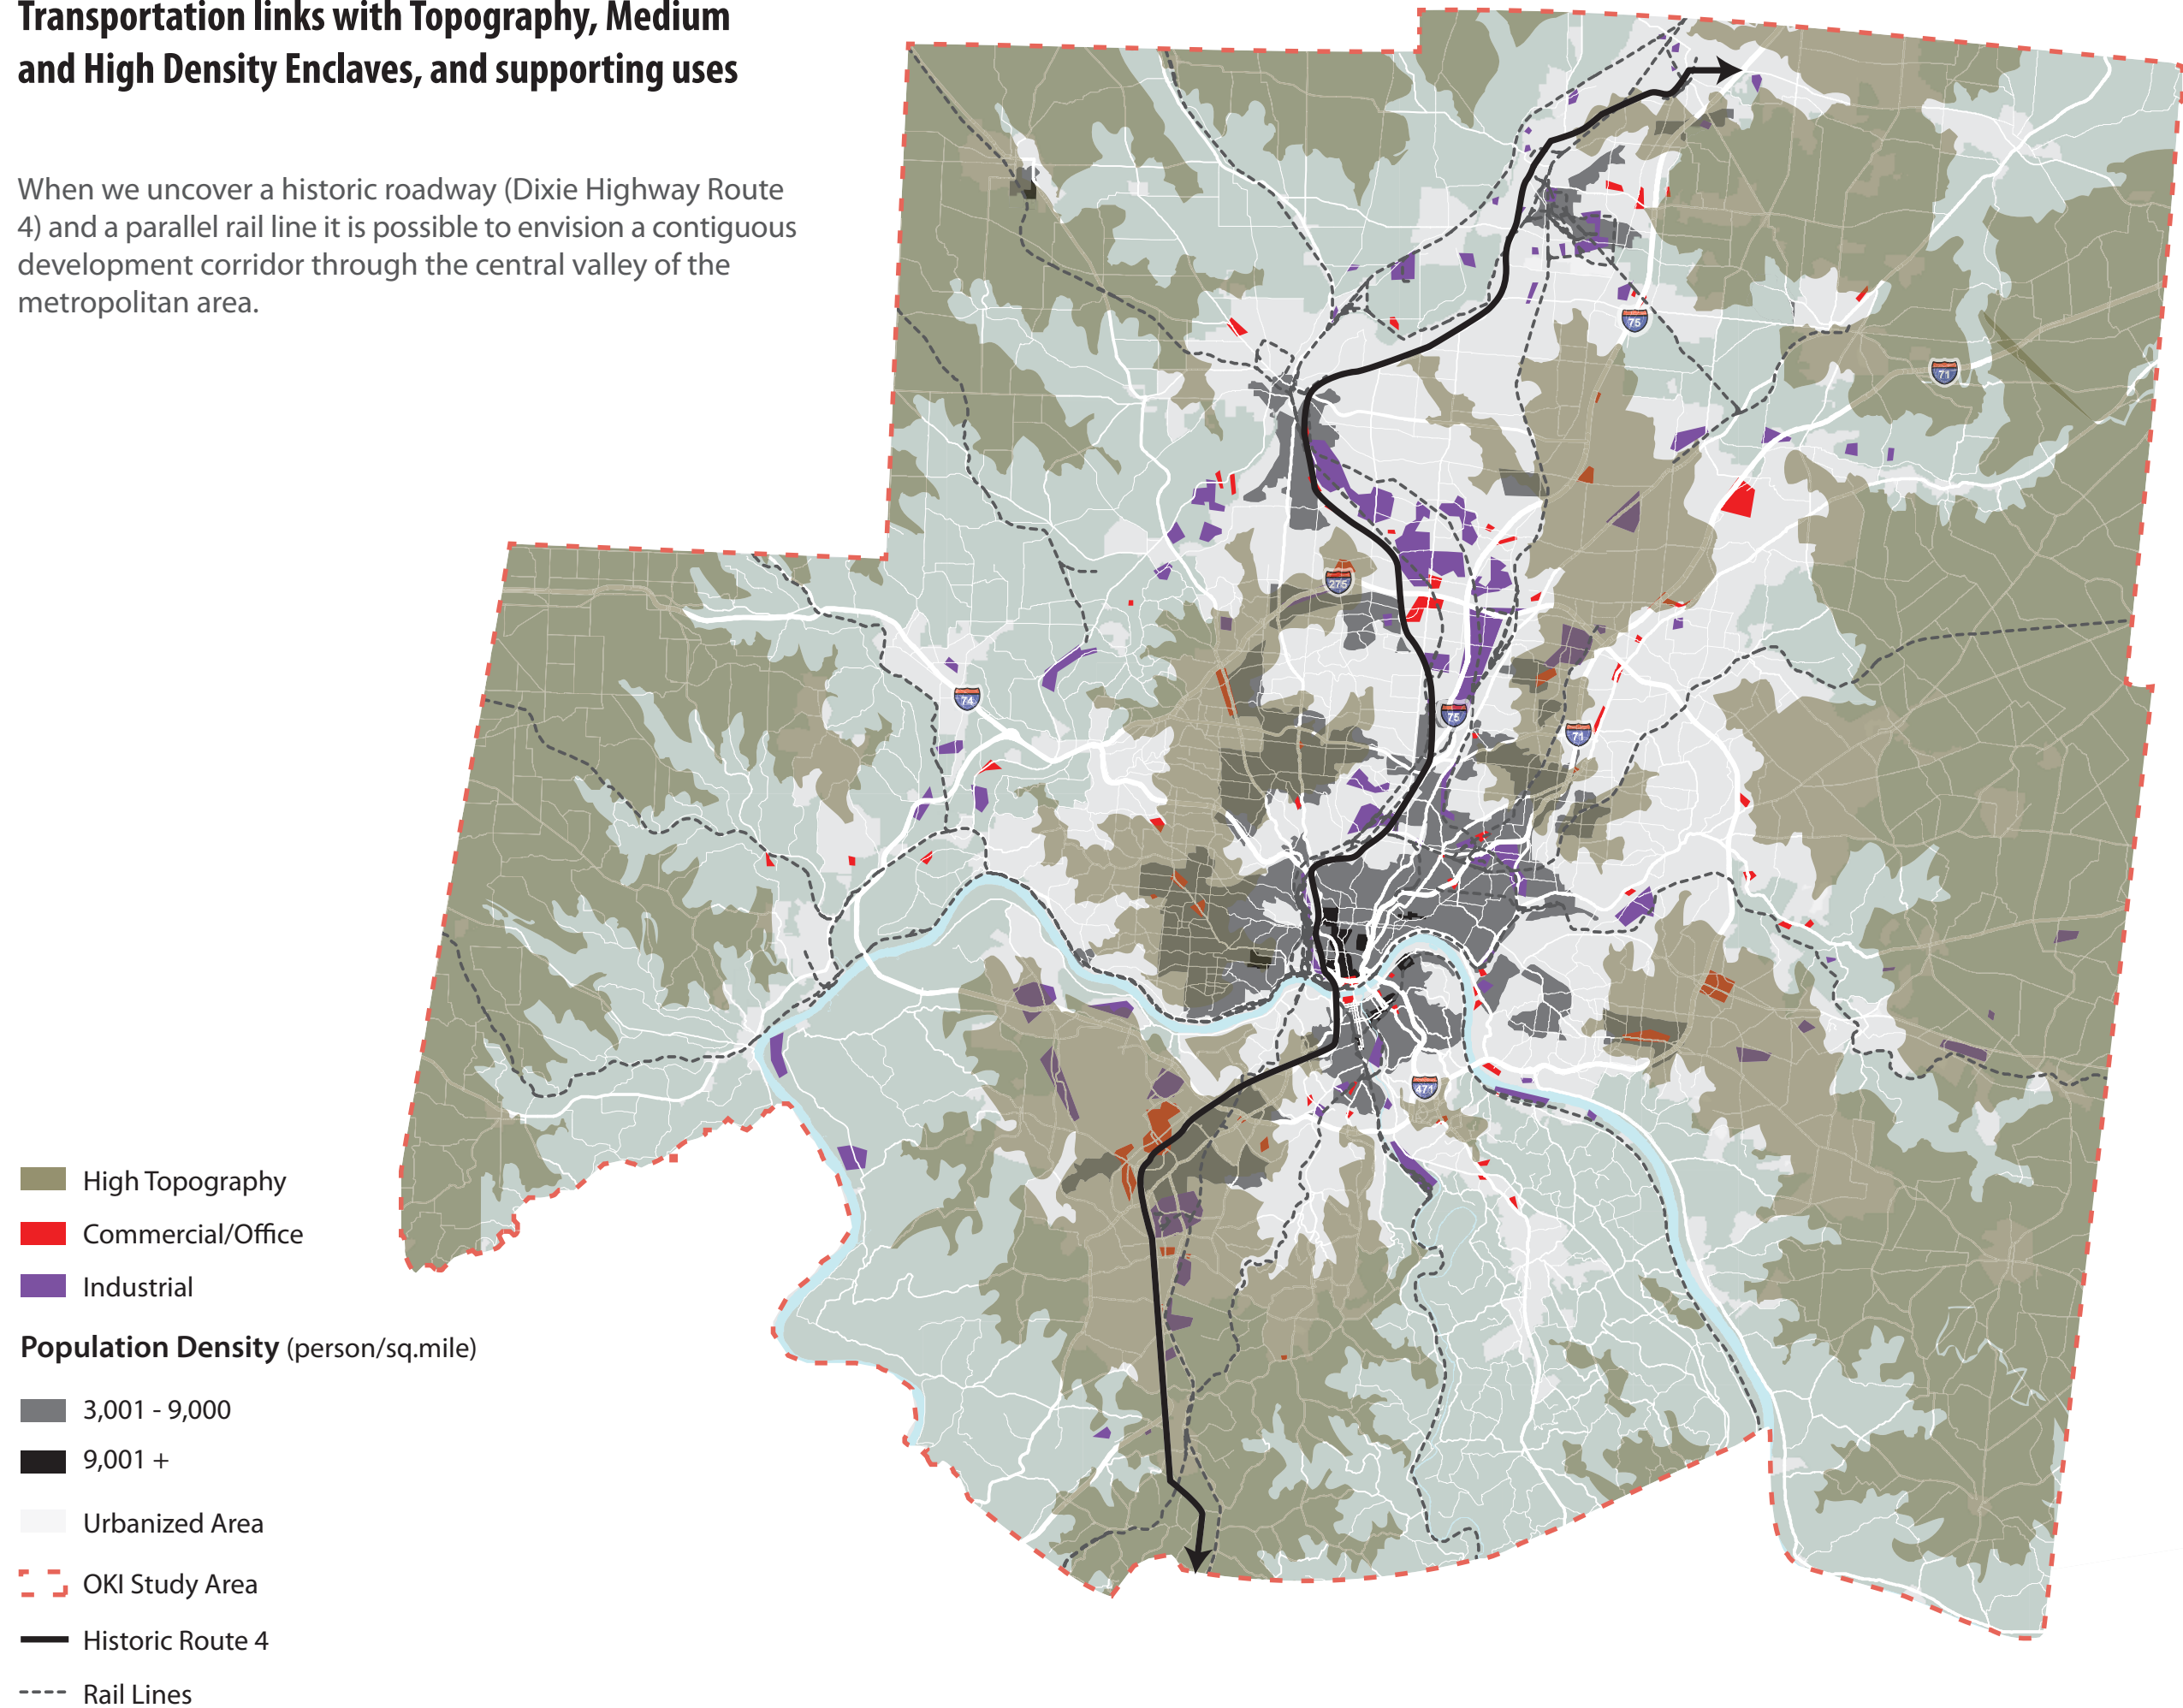 Transportation links with Topography, Medium
and High Density Enclaves, and supporting uses
When we uncover a historic roadway (Dixie Highway Route
4) and a parallel rail line it is possible to envision a contiguous
development corridor through the central valley of the
metropolitan area.
75
71
275
74
75
71
471
High Topography
Commercial/Office
Industrial
Population Density (person/sq.mile)
3,001 - 9,000
9,001 +
Urbanized Area
OKI Study Area
Historic Route 4
Rail Lines